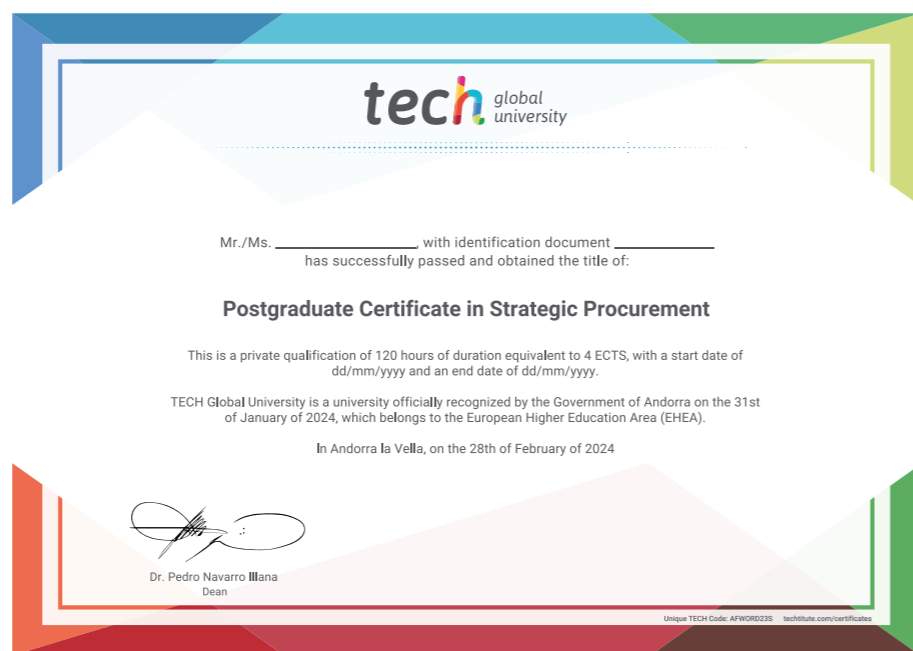 tech global
university
Mr./Ms. ____________________, with identification document ______________
has successfully passed and obtained the title of:
Postgraduate Certificate in Strategic Procurement
This is a private qualification of 120 hours of duration equivalent to 4 ECTS, with a start date of
dd/mm/yyyy and an end date of dd/mm/yyyy.
TECH Global University is a university officially recognized by the Government of Andorra on the 31st
of January of 2024, which belongs to the European Higher Education Area (EHEA).
In Andorra la Vella, on the 28th of February of 2024
Dr. Pedro Navarro Illana
Dean
Unique TECH Code: AFWORD23S techtitute.com/certificates